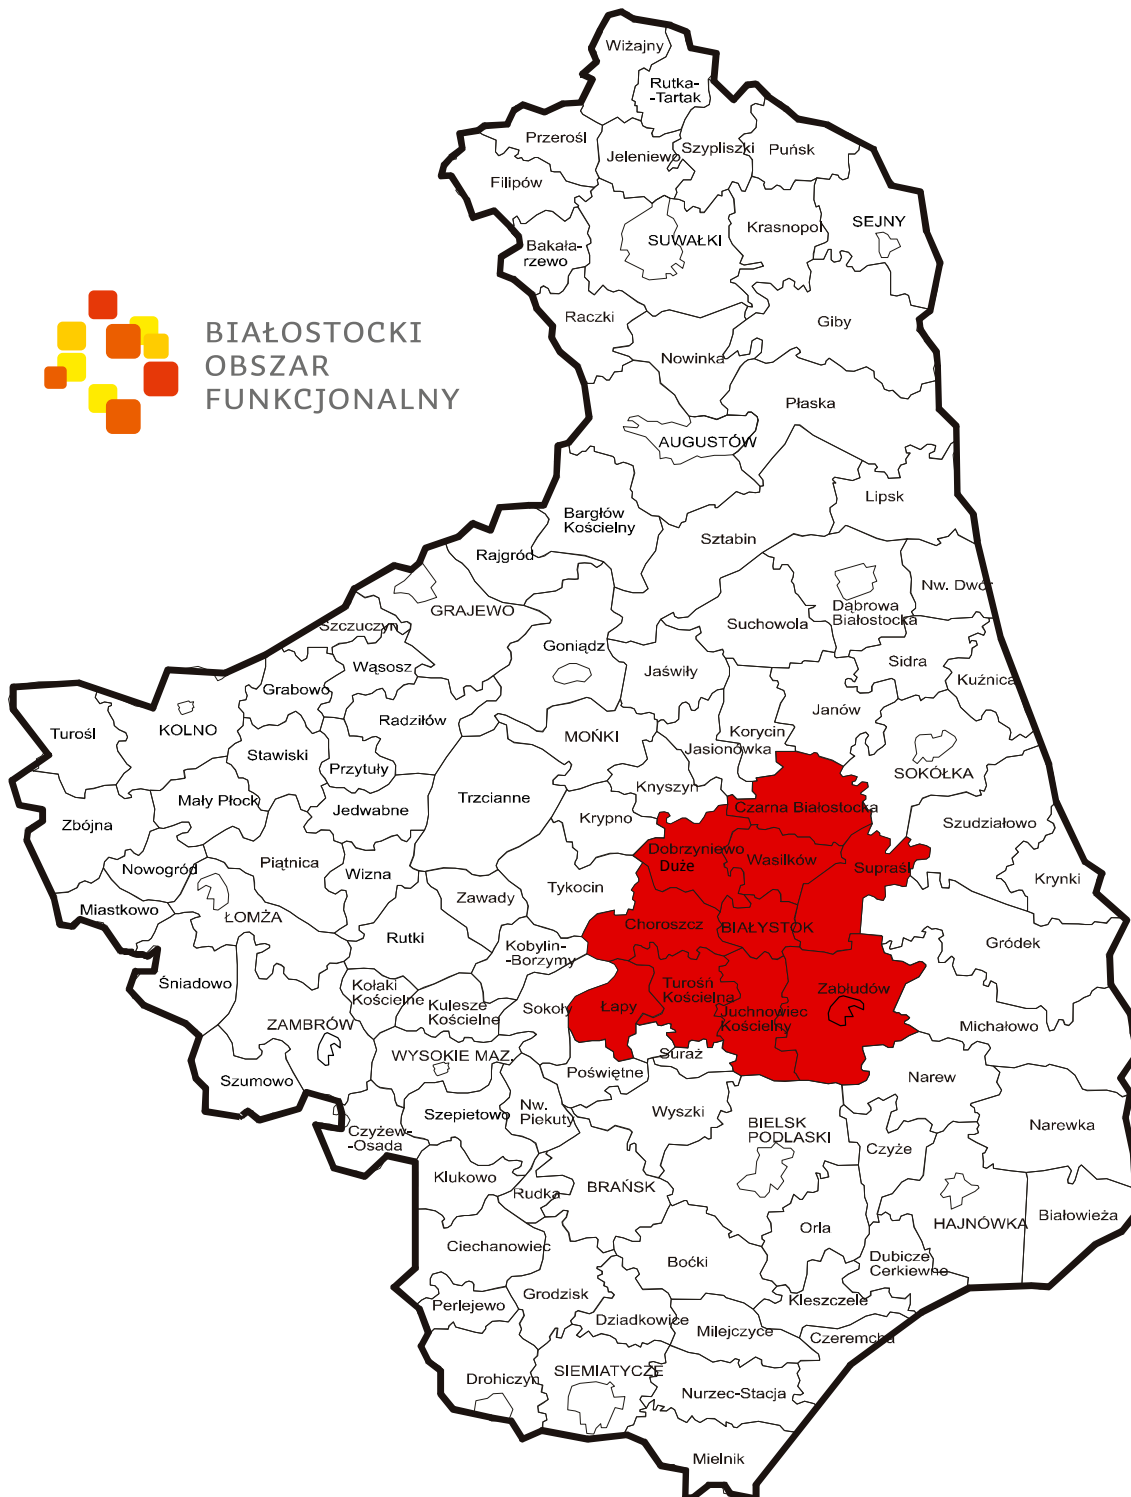 Wiżajny
Rutka-
-Tartak
Przerośl
Jeleniewo
Szypliszki
Puńsk
Filipów
SUWAŁKI
Krasnopol
SEJNY
Bakała-
rzewo
Raczki
Giby
Nowinka
BIAŁOSTOCKI
OBSZAR
FUNKCJONALNY
Płaska
AUGUSTÓW
Lipsk
Bargłów
Kościelny
Sztabin
Rajgród
Nw. Dwór
GRAJEWO
Dąbrowa
Białostocka
Suchowola
Szczuczyn
Goniądz
Wąsosz
Jaświły
Sidra
Kuźnica
Grabowo
Janów
Radziłów
Turośl
KOLNO
Korycin
MOŃKI
Jasionówka
Stawiski
Przytuły
SOKÓŁKA
Knyszyn
Mały Płock
Jedwabne
Trzcianne
Czarna Białostocka
Zbójna
Krypno
Szudziałowo
Dobrzyniewo
Duże
Wasilków
Supraśl
Nowogród
Piątnica
Wizna
Krynki
Tykocin
Zawady
Miastkowo
ŁOMŻA
Choroszcz
BIAŁYSTOK
Rutki
Gródek
Kobylin-
-Borzymy
Śniadowo
Kołaki
Kościelne
Turośń
Kościelna
Zabłudów
Łapy
Sokoły
Kulesze
Kościelne
Juchnowiec
Kościelny
ZAMBRÓW
Michałowo
WYSOKIE MAZ.
Suraż
Poświętne
Szumowo
Narew
Szepietowo
Nw.
Piekuty
Wyszki
BIELSK
PODLASKI
Narewka
Czyżew-
-Osada
Czyże
Klukowo
Rudka
BRAŃSK
HAJNÓWKA
Białowieża
Orla
Ciechanowiec
Boćki
Dubicze
Cerkiewne
Grodzisk
Kleszczele
Perlejewo
Dziadkowice
Milejczyce
Czeremcha
Drohiczyn
SIEMIATYCZE
Nurzec-Stacja
Mielnik